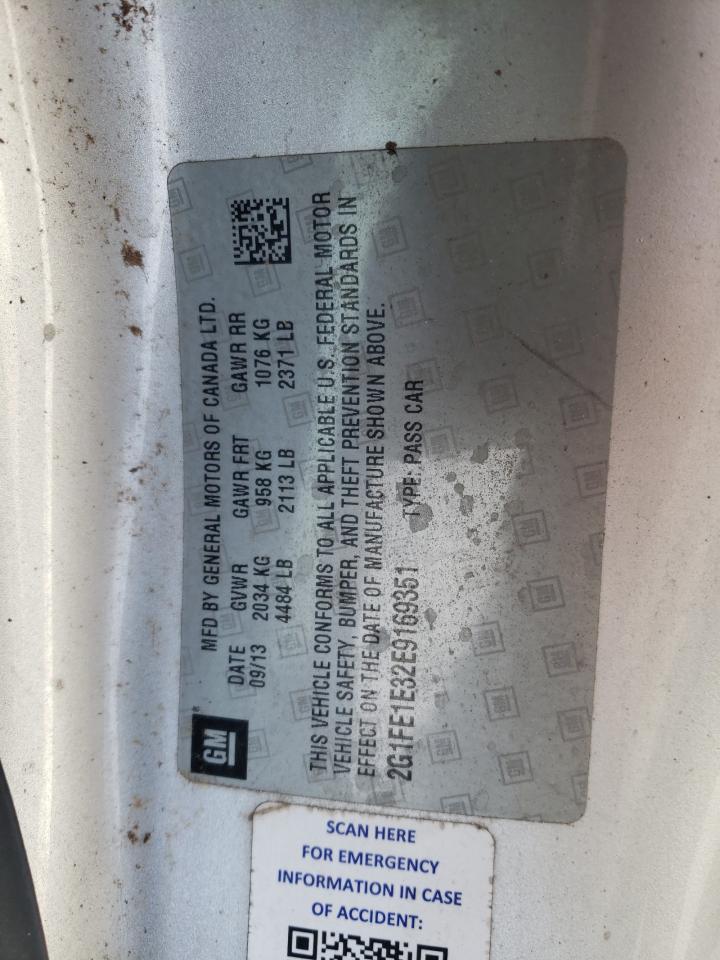 GM
MFD BY GENERAL MOTORS OF CANADA LTD.
DATE GVWR GAWR FRT GAWR RR
09/13 2034 KG 958 KG 1076 KG
4484 LB 2113 LB 2371 LB
THIS VEHICLE CONFORMS TO ALL APPLICABLE U.S. FEDERAL MOTOR
VEHICLE SAFETY, BUMPER, AND THEFT PREVENTION STANDARDS IN
EFFECT ON THE DATE OF MANUFACTURE SHOWN ABOVE.
2G1FE1E32E9169351 TYPE: PASS CAR
SCAN HERE
FOR EMERGENCY
INFORMATION IN CASE
OF ACCIDENT: